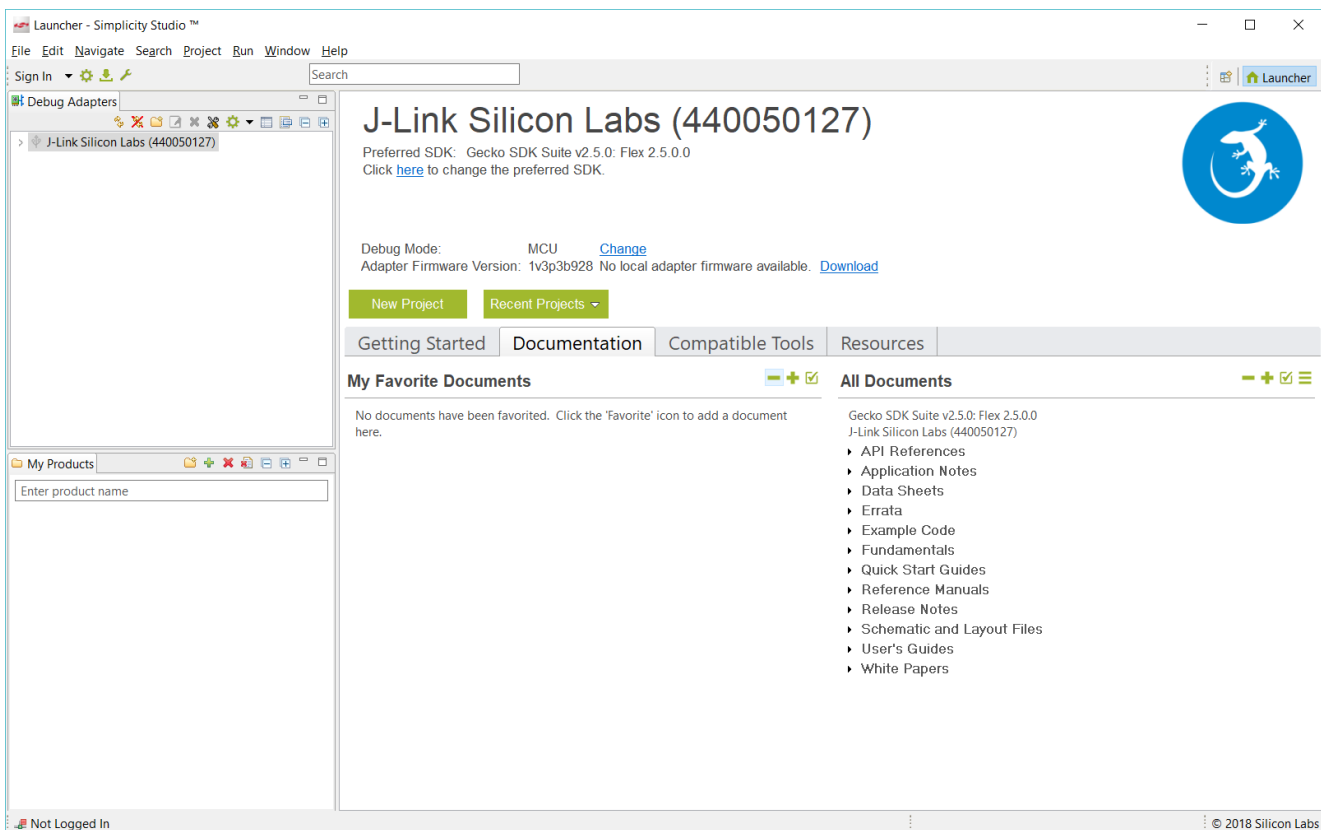 Launcher - Simplicity Studio ™
File Edit Navigate Search Project Run Window Help
Sign In
Search
Launcher
Debug Adapters
J-Link Silicon Labs (440050127)
J-Link Silicon Labs (440050127)
Preferred SDK: Gecko SDK Suite v2.5.0: Flex 2.5.0.0
Click here to change the preferred SDK.
Debug Mode: MCU Change
Adapter Firmware Version: 1v3p3b928 No local adapter firmware available. Download
New Project Recent Projects
Getting Started Documentation Compatible Tools Resources
My Favorite Documents
No documents have been favorited. Click the 'Favorite' icon to add a document
here.
All Documents
Gecko SDK Suite v2.5.0: Flex 2.5.0.0
J-Link Silicon Labs (440050127)
API References
Application Notes
Data Sheets
Errata
Example Code
Fundamentals
Quick Start Guides
Reference Manuals
Release Notes
Schematic and Layout Files
User's Guides
White Papers
My Products
Enter product name
Not Logged In
© 2018 Silicon Labs